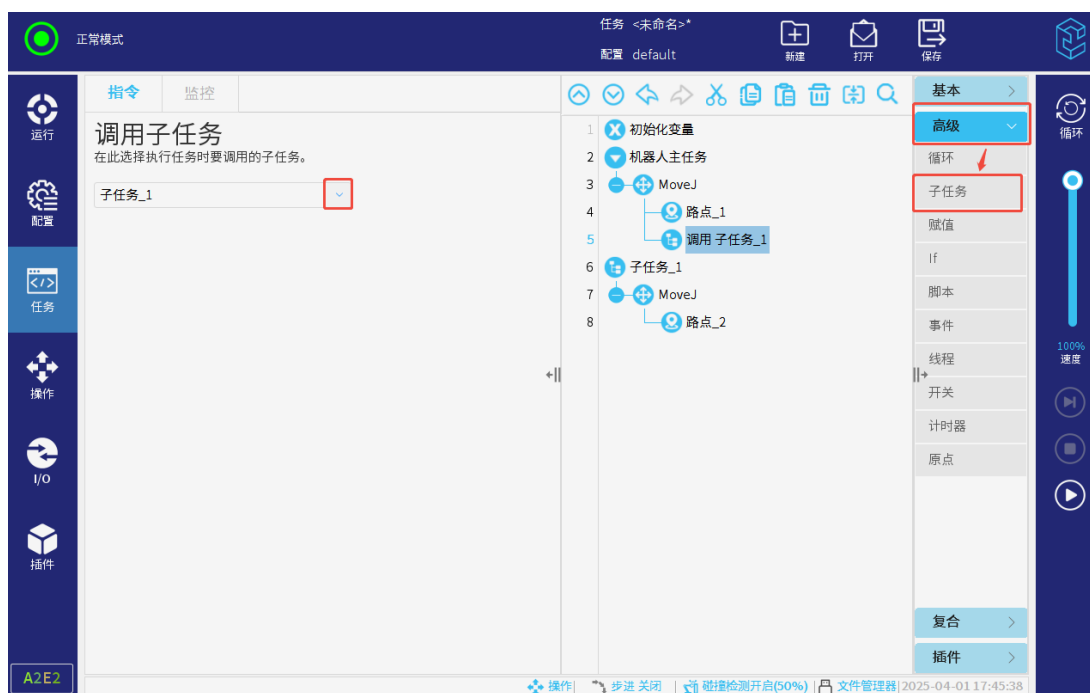 正常模式
任务 <未命名>*
配置 default
新建
打开
保存
运行
配置
任务
操作
I/O
插件
A2E2
指令 监控
调用子任务
在此选择执行任务时要调用的子任务。
子任务_1
1 初始化变量
2 机器人主任务
3 MoveJ
4 路点_1
5 调用 子任务_1
6 子任务_1
7 MoveJ
8 路点_2
基本
高级
循环
子任务
赋值
If
脚本
事件
线程
开关
计时器
原点
复合
插件
循环
100%
速度
操作 步进 关闭 碰撞检测开启(50%) 文件管理器 2025-04-01 17:45:38